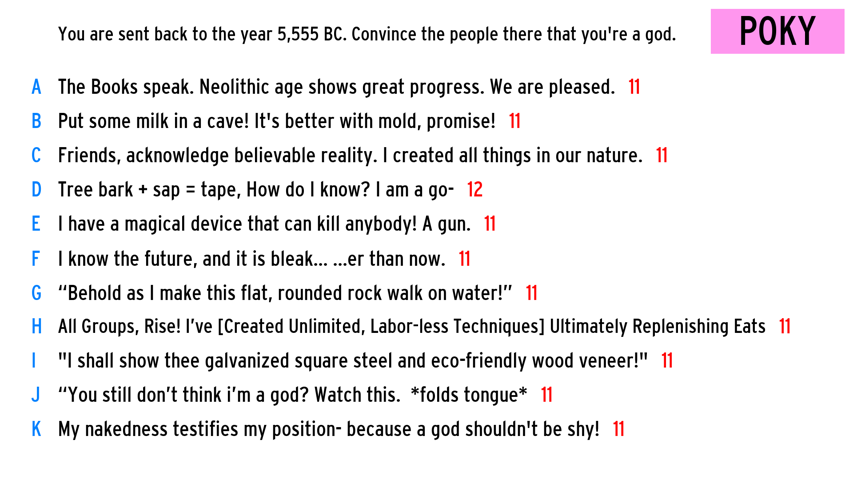 You are sent back to the year 5,555 BC. Convince the people there that you're a god.
POKY
A The Books speak. Neolithic age shows great progress. We are pleased. 11
B Put some milk in a cave! It's better with mold, promise! 11
C Friends, acknowledge believable reality. I created all things in our nature. 11
D Tree bark + sap = tape, How do I know? I am a go- 12
E I have a magical device that can kill anybody! A gun. 11
F I know the future, and it is bleak... ...er than now. 11
G “Behold as I make this flat, rounded rock walk on water!” 11
H All Groups, Rise! I’ve [Created Unlimited, Labor-less Techniques] Ultimately Replenishing Eats 11
I "I shall show thee galvanized square steel and eco-friendly wood veneer!" 11
J “You still don’t think i’m a god? Watch this. *folds tongue* 11
K My nakedness testifies my position- because a god shouldn't be shy! 11